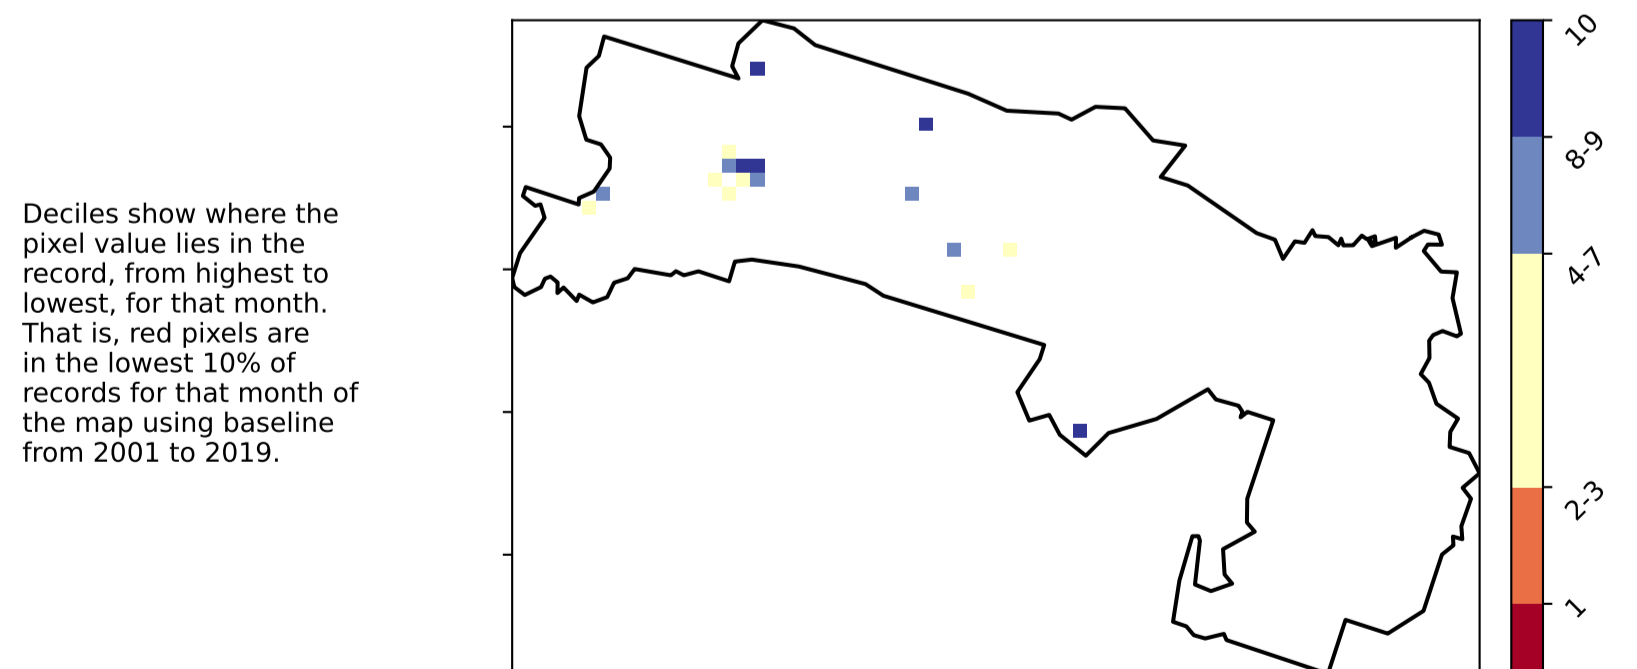 Deciles show where the
pixel value lies in the
record, from highest to
lowest, for that month.
That is, red pixels are
in the lowest 10% of
records for that month of
the map using baseline
from 2001 to 2019.
10
8-9
4-7
2-3
1